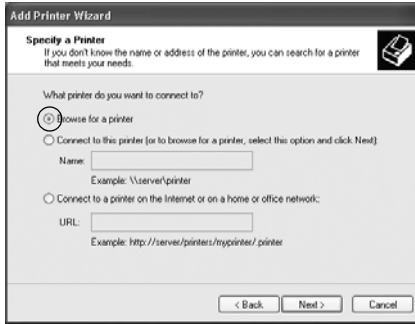 Add Printer Wizard
Specify a Printer
If you don't know the name or address of the printer, you can search for a printer
that meets your needs.
What printer do you want to connect to?
Browse for a printer
Connect to this printer (or to browse for a printer, select this option and click Next):
Name:
Example: \\server\printer
Connect to a printer on the Internet or on a home or office network:
URL:
Example: http://server/printers/myprinter/.printer
< Back Next > Cancel